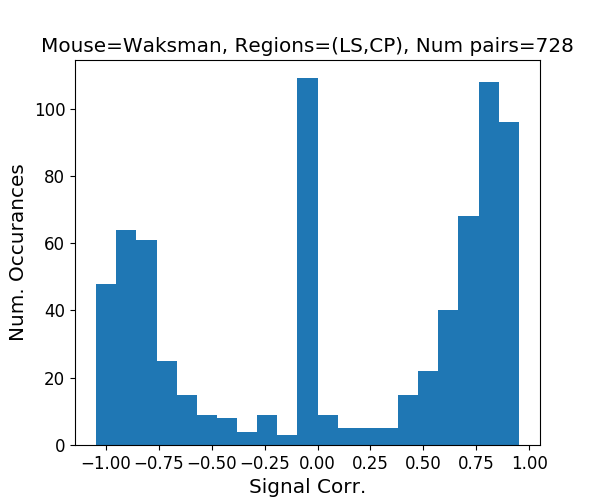 Mouse=Waksman, Regions=(LS,CP), Num pairs=728
100
80
60
40
20
0
Num. Occurances
−1.00 −0.75 −0.50 −0.25 0.00 0.25 0.50 0.75 1.00
Signal Corr.